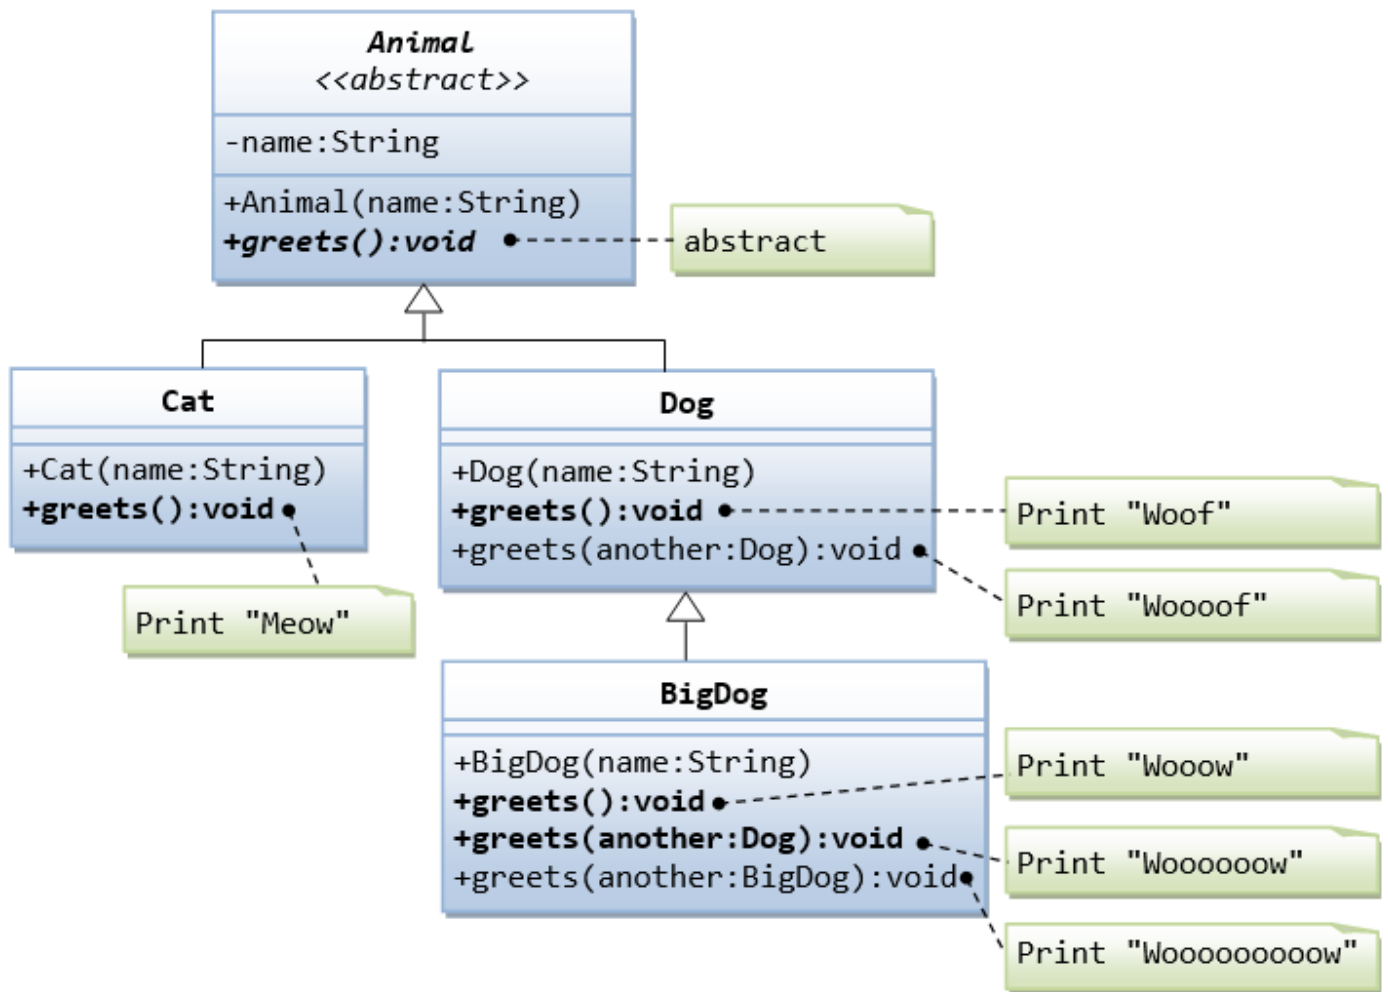 Animal
<<abstract>>
-name:String
+Animal(name:String)
+greets():void
abstract
Cat
+Cat(name:String)
+greets():void
Print "Meow"
Dog
+Dog(name:String)
+greets():void
+greets(another:Dog):void
Print "Woof"
Print "Woooof"
BigDog
+BigDog(name:String)
+greets():void
+greets(another:Dog):void
+greets(another:BigDog):void
Print "Wooow"
Print "Woooooow"
Print "Wooooooooow"